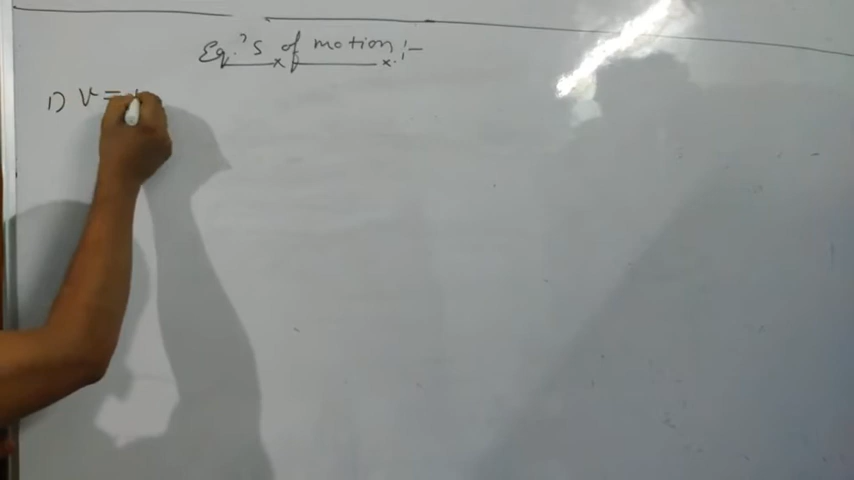 Eq.'s of motion :-
1) V =